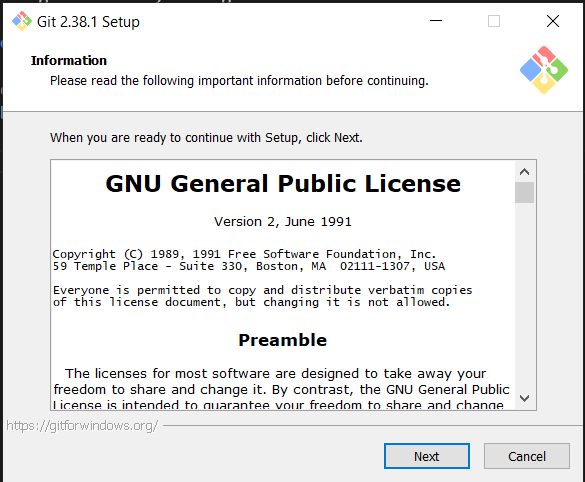 Git 2.38.1 Setup
Information
Please read the following important information before continuing.
When you are ready to continue with Setup, click Next.
GNU General Public License
Version 2, June 1991
Copyright (C) 1989, 1991 Free Software Foundation, Inc.
59 Temple Place - Suite 330, Boston, MA  02111-1307, USA
Everyone is permitted to copy and distribute verbatim copies
of this license document, but changing it is not allowed.
Preamble
The licenses for most software are designed to take away your
freedom to share and change it. By contrast, the GNU General Public
License is intended to guarantee your freedom to share and change
https://gitforwindows.org/
Next
Cancel